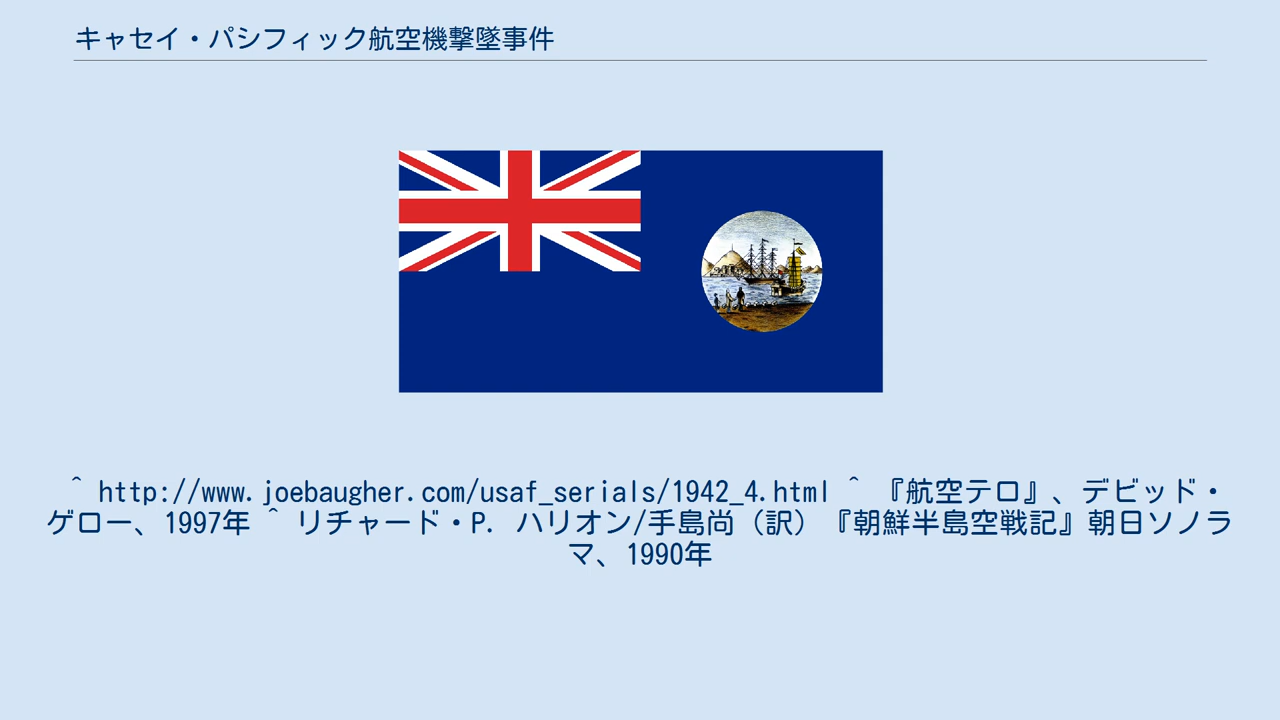 キャセイ・パシフィック航空機撃墜事件
^ http://www.joebaugher.com/usaf_serials/1942_4.html ^ 『航空テロ』、デビッド・
ゲロー、1997年 ^ リチャード・P. ハリオン/手島尚（訳）『朝鮮半島空戦記』朝日ソノラ
マ、1990年